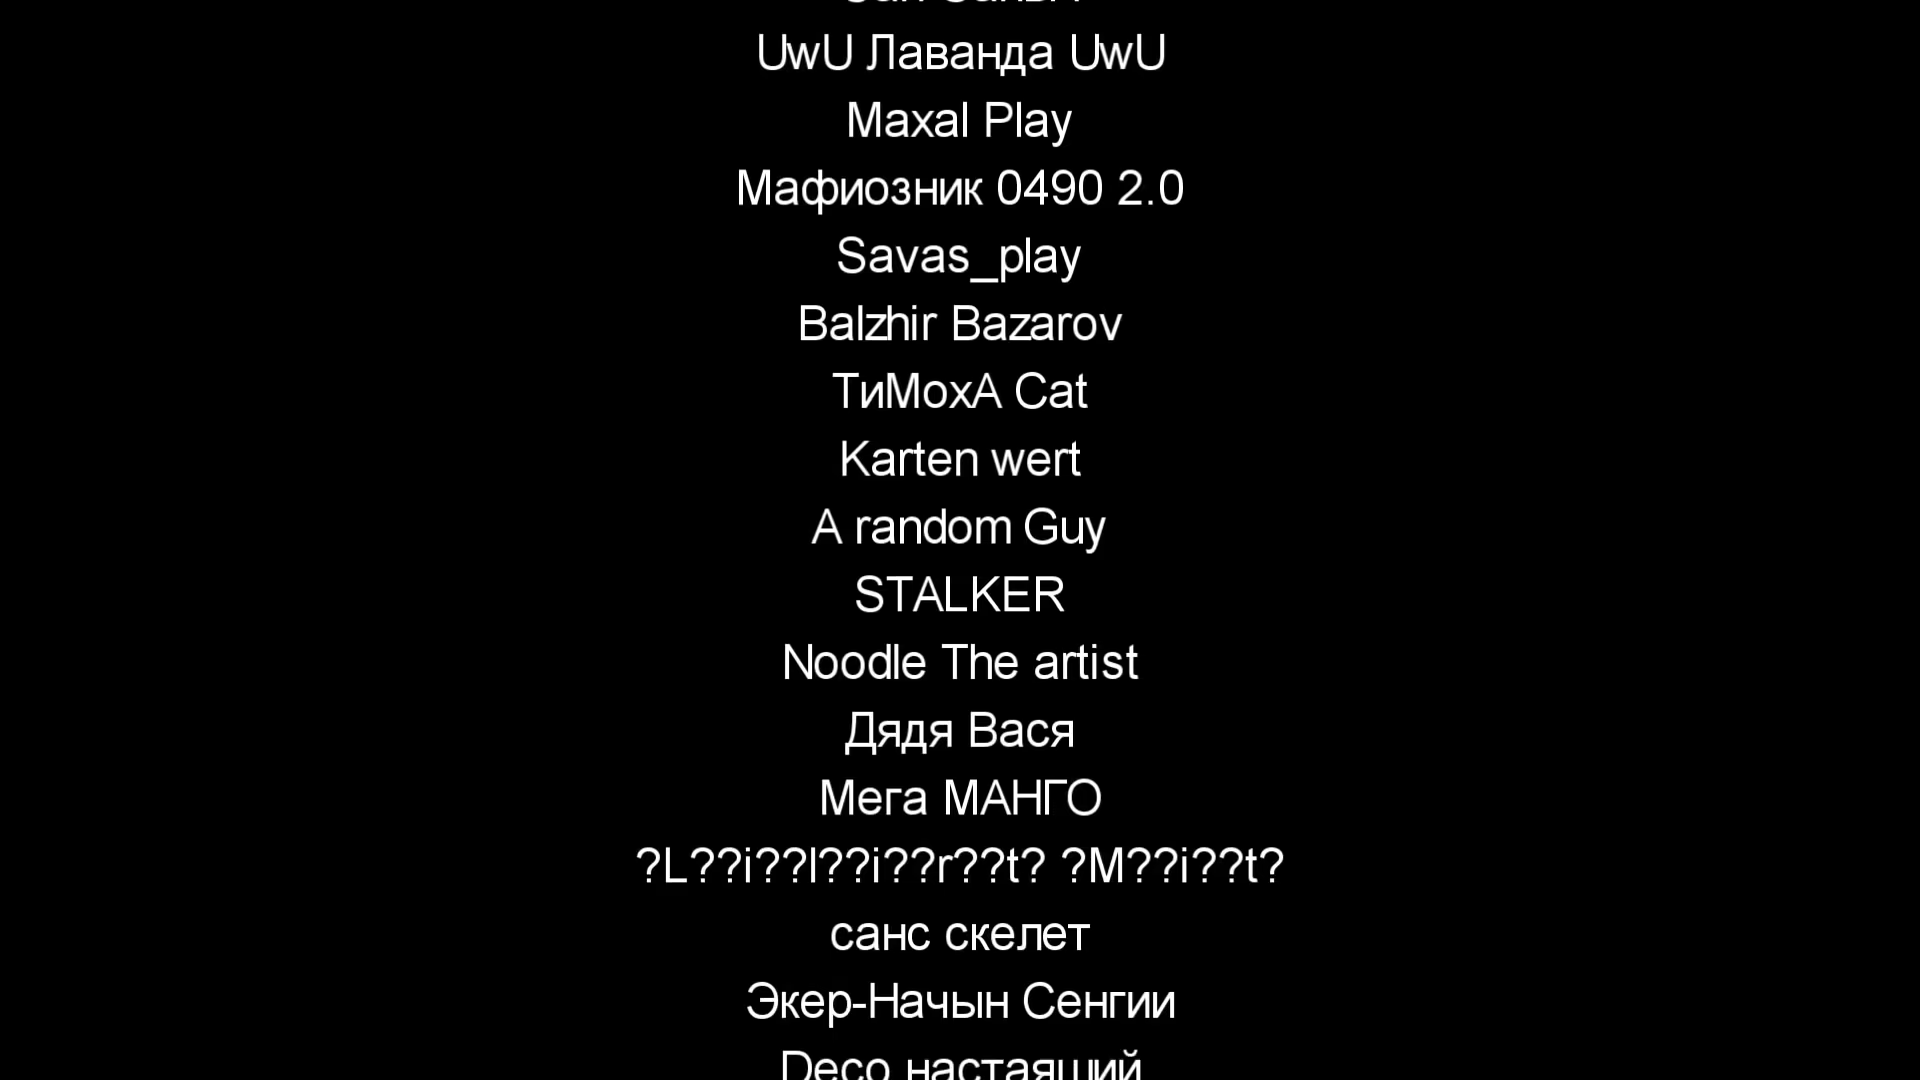 UwU Лаванда UwU
Maxal Play
Мафиозник 0490 2.0
Savas_play
Balzhir Bazarov
ТиМохА Cat
Karten wert
A random Guy
STALKER
Noodle The artist
Дядя Вася
Мега МАНГО
?L??i??l??i??r??t? ?M??i??t?
санс скелет
Экер-Начын Сенгии
Deco настаящий